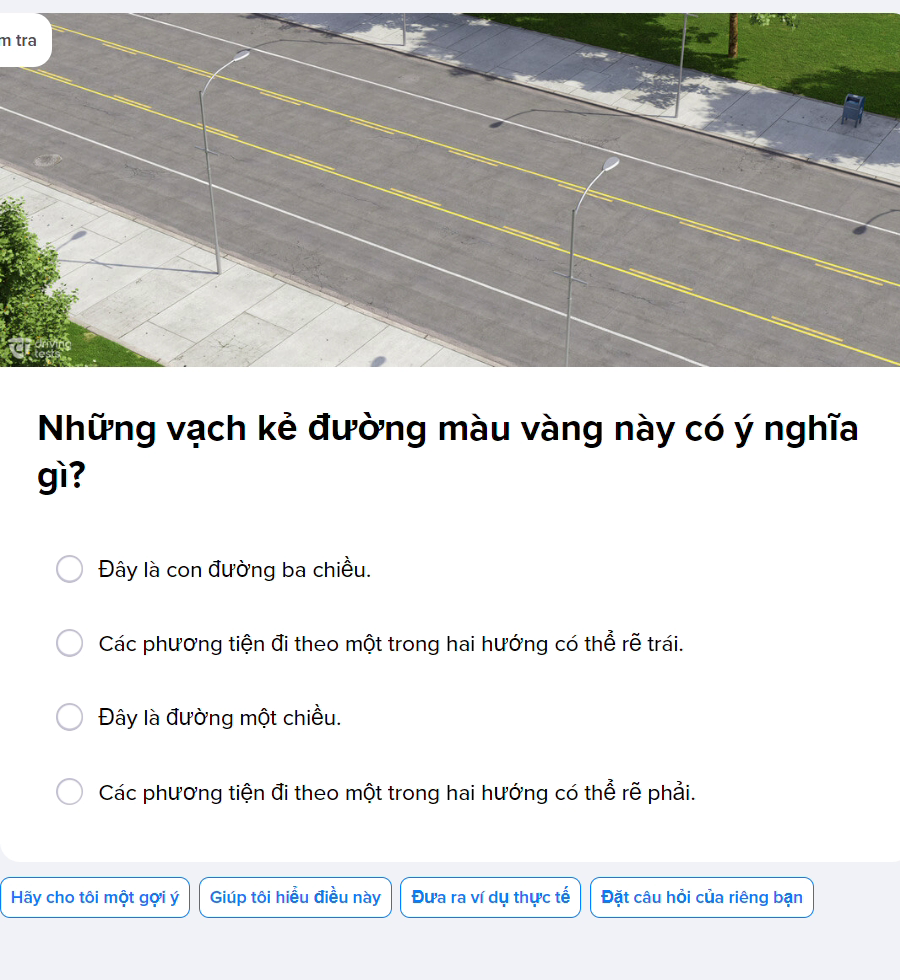 m tra
driving
tests
Những vạch kẻ đường màu vàng này có ý nghĩa
gì?
Đây là con đường ba chiều.
Các phương tiện đi theo một trong hai hướng có thể rẽ trái.
Đây là đường một chiều.
Các phương tiện đi theo một trong hai hướng có thể rẽ phải.
Hãy cho tôi một gợi ý
Giúp tôi hiểu điều này
Đưa ra ví dụ thực tế
Đặt câu hỏi của riêng bạn